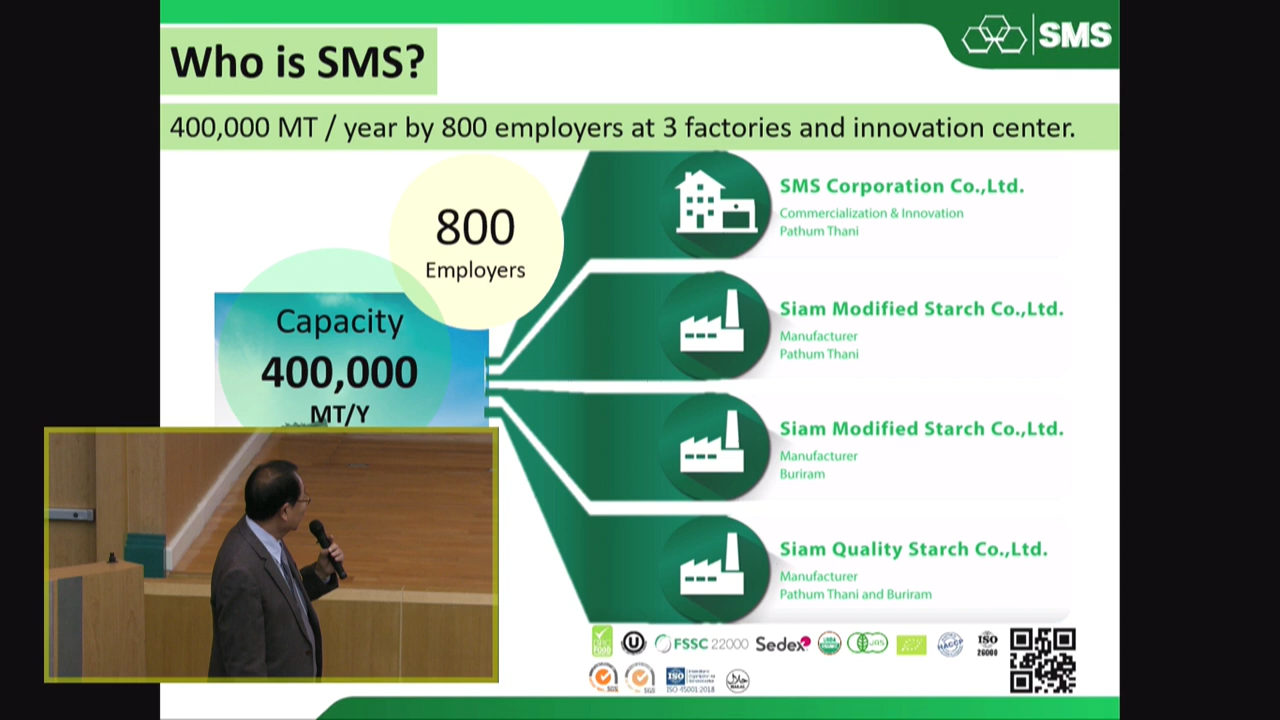 SMS
Who is SMS?
400,000 MT / year by 800 employers at 3 factories and innovation center.
800
Employers
Capacity
400,000
MT/Y
SMS Corporation Co.,Ltd.
Commercialization & Innovation
Pathum Thani
Siam Modified Starch Co.,Ltd.
Manufacturer
Pathum Thani
Siam Modified Starch Co.,Ltd.
Manufacturer
Buriram
Siam Quality Starch Co.,Ltd.
Manufacturer
Pathum Thani and Buriram
FSSC 22000
Sedex
JAS
HACCP
ISO
26000
SGS
SGS
ISO
ISO 45001:2018
HALAL